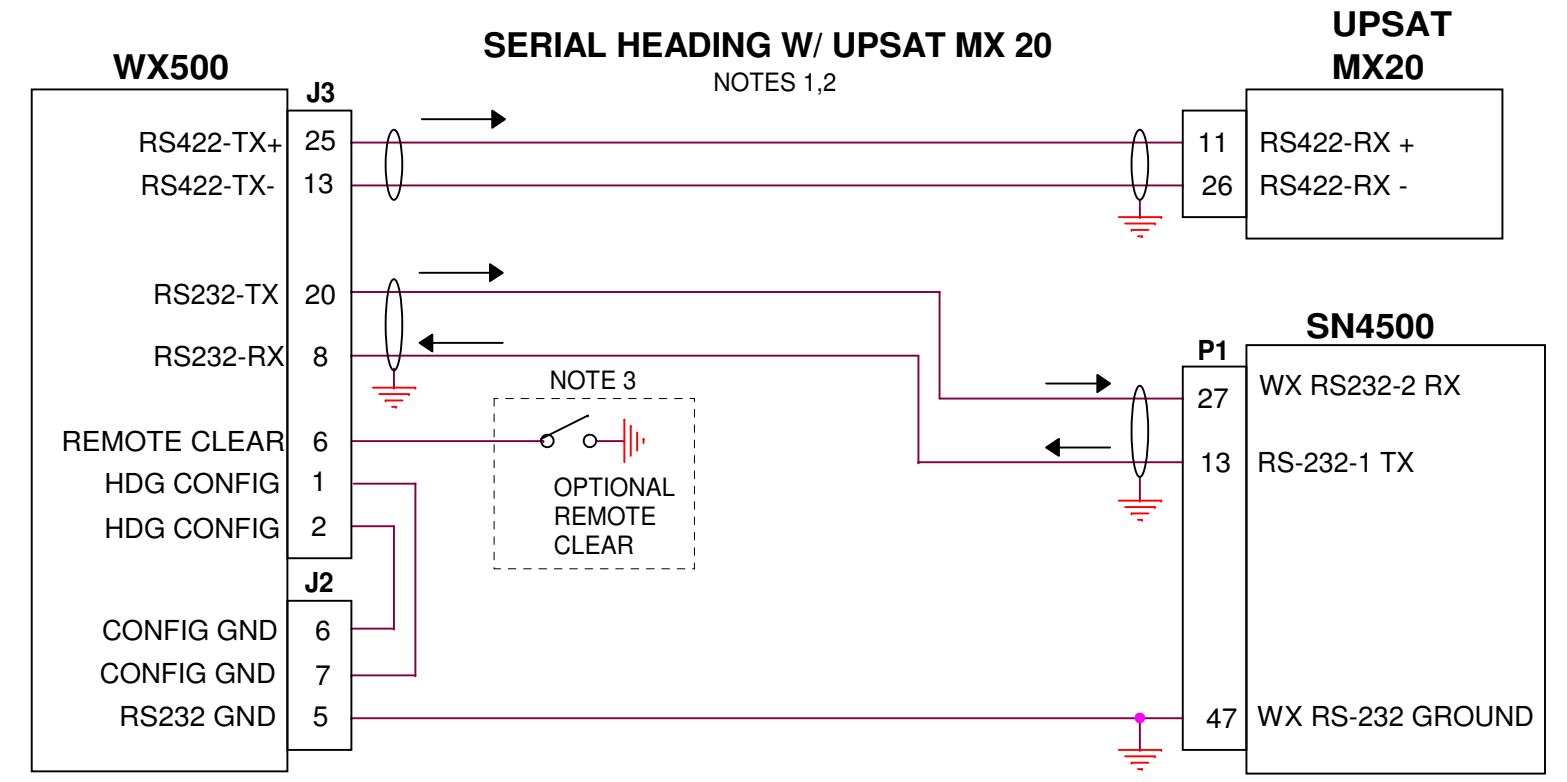 SERIAL HEADING W/ UPSAT MX 20
NOTES 1,2
WX500
J3
RS422-TX+ 25
RS422-TX- 13
RS232-TX 20
RS232-RX 8
REMOTE CLEAR 6
HDG CONFIG 1
HDG CONFIG 2
J2
CONFIG GND 6
CONFIG GND 7
RS232 GND 5
NOTE 3
OPTIONAL
REMOTE
CLEAR
UPSAT
MX20
11 RS422-RX +
26 RS422-RX -
SN4500
P1
27 WX RS232-2 RX
13 RS-232-1 TX
47 WX RS-232 GROUND